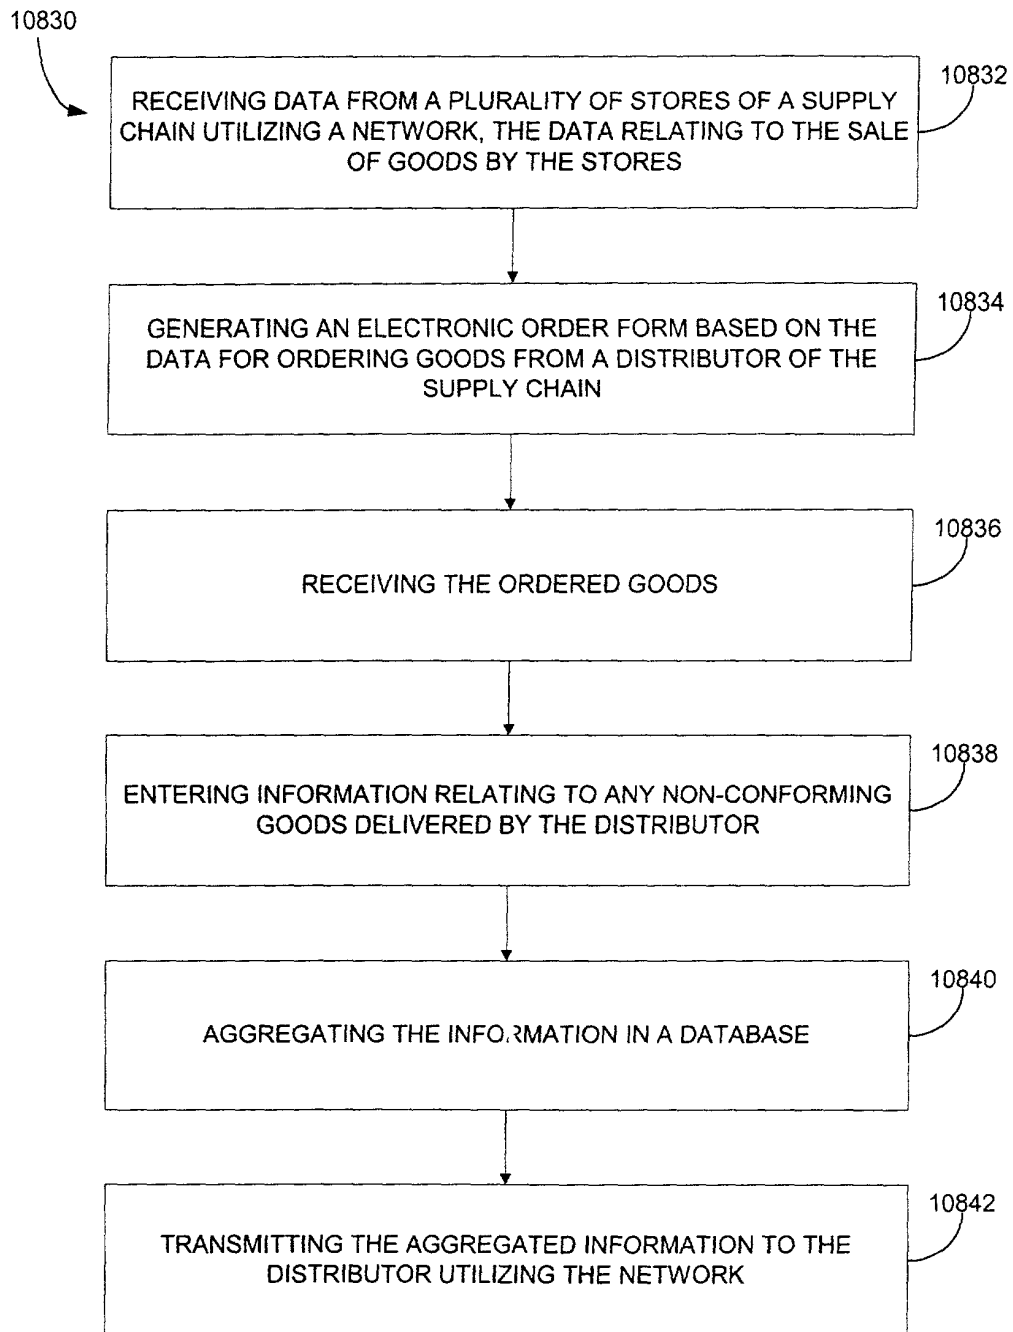 10830
10832
RECEIVING DATA FROM A PLURALITY OF STORES OF A SUPPLY
CHAIN UTILIZING A NETWORK, THE DATA RELATING TO THE SALE
OF GOODS BY THE STORES
10834
GENERATING AN ELECTRONIC ORDER FORM BASED ON THE
DATA FOR ORDERING GOODS FROM A DISTRIBUTOR OF THE
SUPPLY CHAIN
10836
RECEIVING THE ORDERED GOODS
10838
ENTERING INFORMATION RELATING TO ANY NON-CONFORMING
GOODS DELIVERED BY THE DISTRIBUTOR
10840
AGGREGATING THE INFORMATION IN A DATABASE
10842
TRANSMITTING THE AGGREGATED INFORMATION TO THE
DISTRIBUTOR UTILIZING THE NETWORK